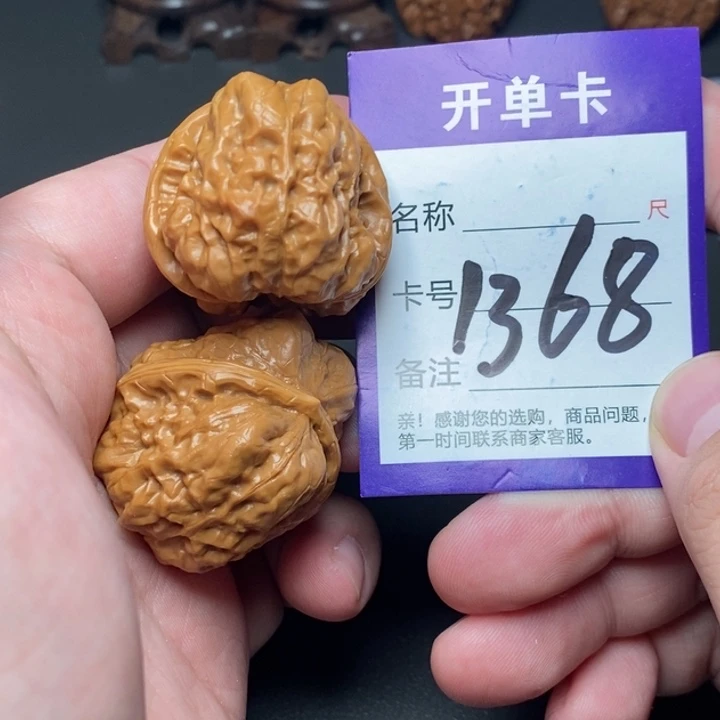 开单卡
名称 尺
卡号 1368
备注
亲！感谢您的选购，商品问题，
第一时间联系商家客服。